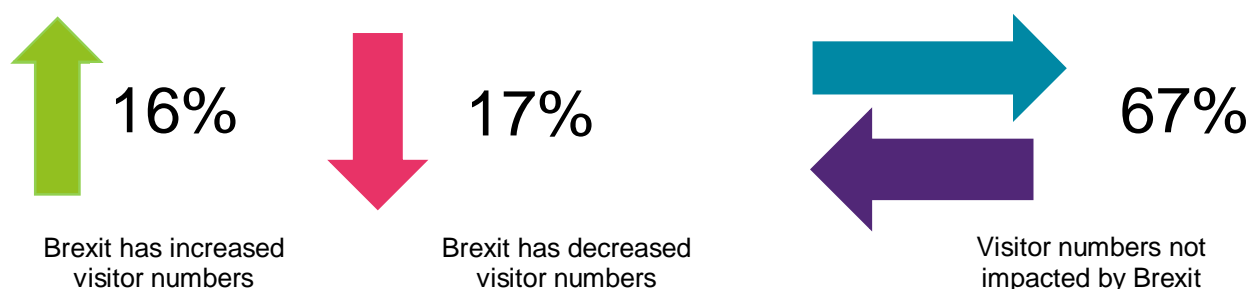 16%
Brexit has increased
visitor numbers
17%
Brexit has decreased
visitor numbers
67%
Visitor numbers not
impacted by Brexit